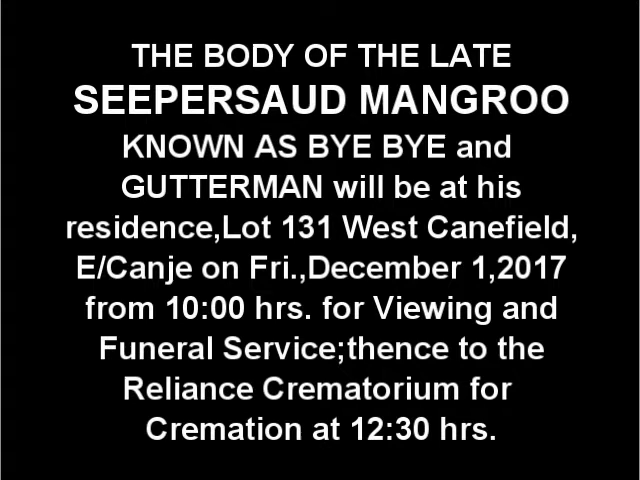 THE BODY OF THE LATE
SEEPERSAUD MANGROO
KNOWN AS BYE BYE and
GUTTERMAN will be at his
residence,Lot 131 West Canefield,
E/Canje on Fri.,December 1,2017
from 10:00 hrs. for Viewing and
Funeral Service;thence to the
Reliance Crematorium for
Cremation at 12:30 hrs.